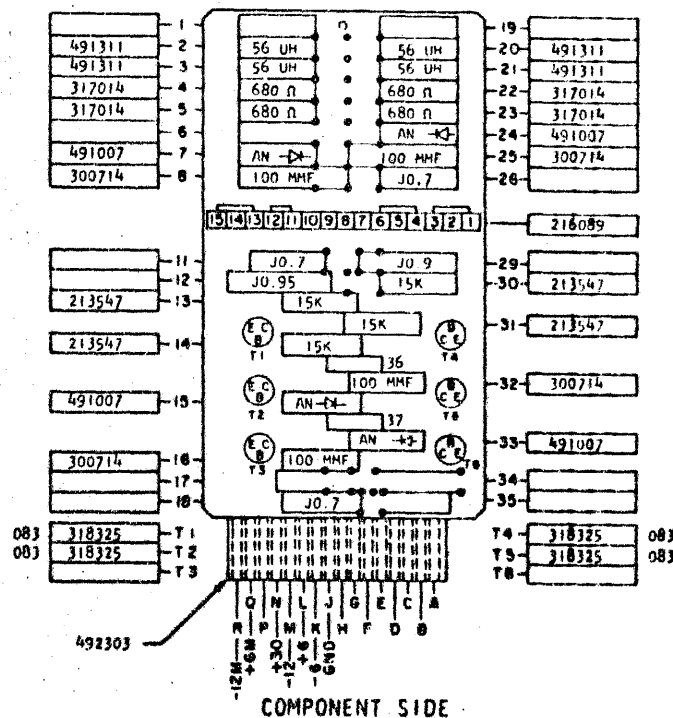 1 19
491311 2 56 UH 56 UH 20 491311
491311 3 56 UH 56 UH 21 491311
317014 4 680 Ω 680 Ω 22 317014
317014 5 680 Ω 680 Ω 23 317014
6 AN 24 491007
491007 7 AN 100 MMF 25 300714
300714 8 100 MMF J0.7 26
15 14 13 12 11 10 9 8 7 6 5 4 3 2 1 216089
11 J0.7 J0.9 29
12 J0.95 15K 30 213547
213547 13 15K
15K 31 213547
213547 14 E C B T1 15K B C E T4
36
100 MMF 32 300714
491007 15 E C B T2 AN B C E T5
37
AN 33 491007
300714 16 E C B T3 100 MMF B C E T6
17 34
18 J0.7 35
083 318325 T1 T4 318325 083
083 318325 T2 T5 318325 083
T3 T6
Q N L J G E C A
R P M K H F D B
492303
-12M +6M +30 -12 +6 -6 GND
COMPONENT SIDE